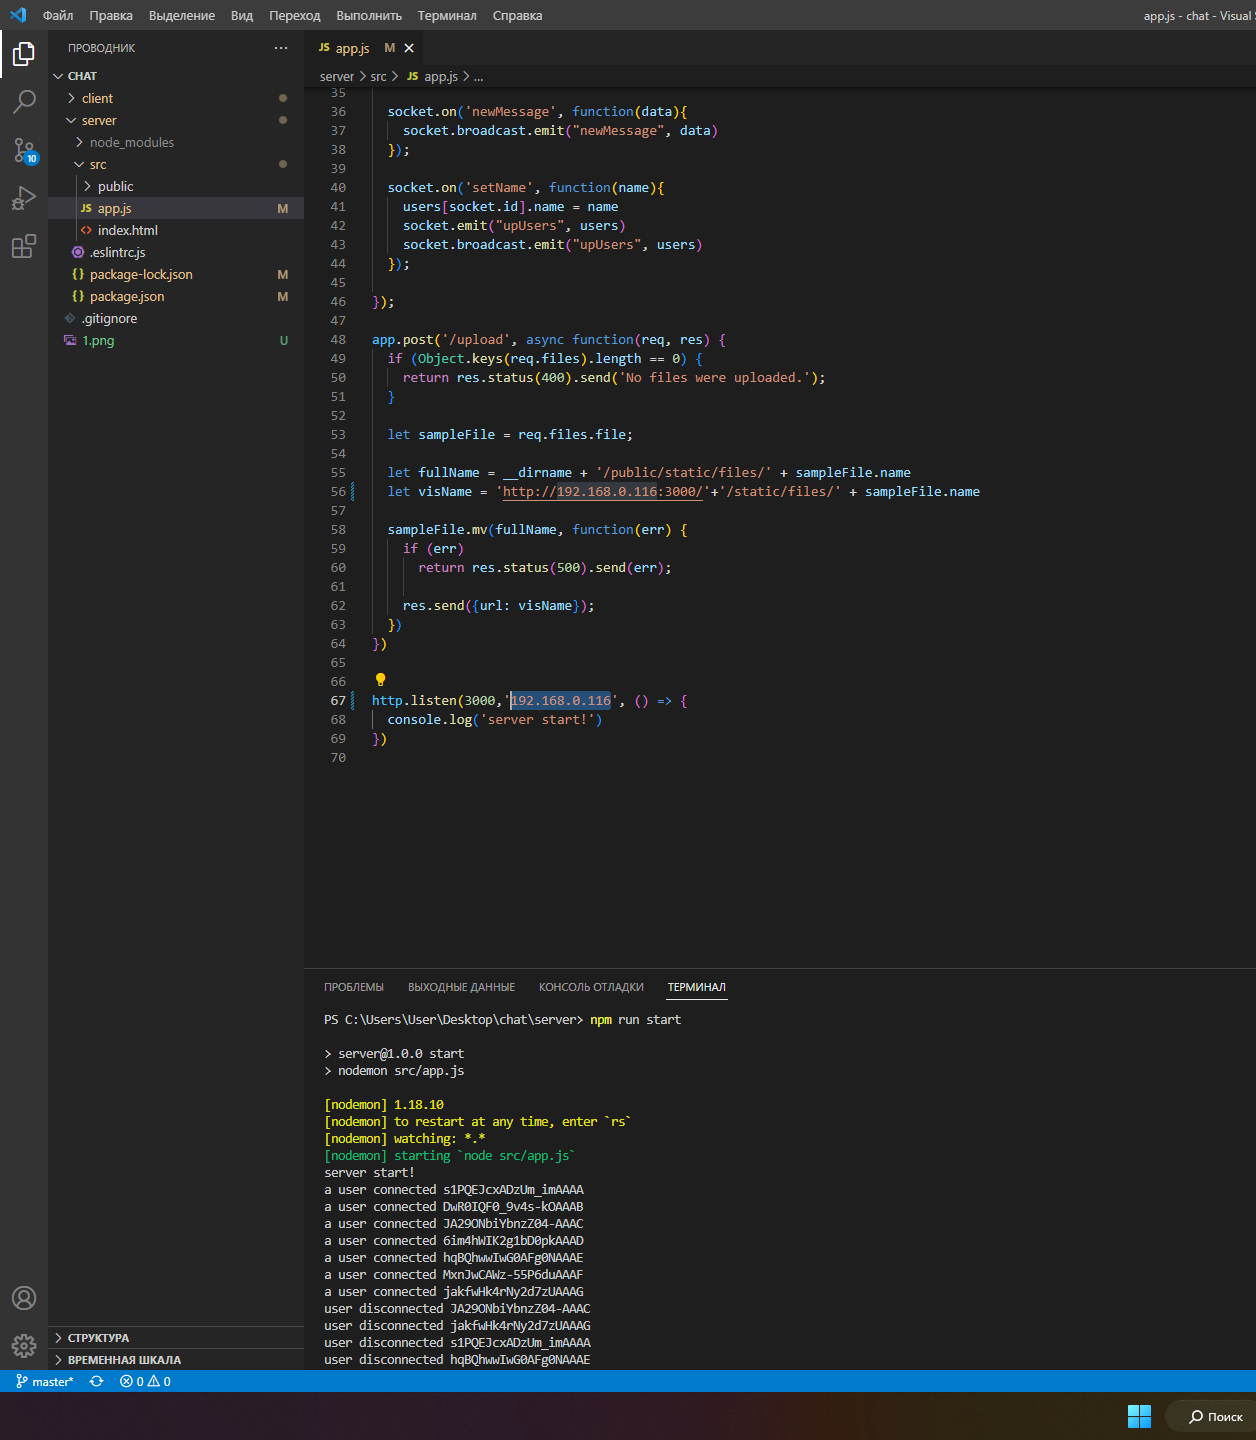 Файл Правка Выделение Вид Переход Выполнить Терминал Справка app.js - chat - Visual
ПРОВОДНИК ...
CHAT
client
server
node_modules
src
public
JS app.js M
<> index.html
.eslintrc.js
{} package-lock.json M
{} package.json M
.gitignore
1.png U
10
СТРУКТУРА
ВРЕМЕННАЯ ШКАЛА
JS app.js M
server > src > JS app.js > ...
35
36 socket.on('newMessage', function(data){
37 socket.broadcast.emit("newMessage", data)
38 });
39
40 socket.on('setName', function(name){
41 users[socket.id].name = name
42 socket.emit("upUsers", users)
43 socket.broadcast.emit("upUsers", users)
44 });
45
46 });
47
48 app.post('/upload', async function(req, res) {
49 if (Object.keys(req.files).length == 0) {
50 return res.status(400).send('No files were uploaded.');
51 }
52
53 let sampleFile = req.files.file;
54
55 let fullName = __dirname + '/public/static/files/' + sampleFile.name
56 let visName = 'http://192.168.0.116:3000/'+'/static/files/' + sampleFile.name
57
58 sampleFile.mv(fullName, function(err) {
59 if (err)
60 return res.status(500).send(err);
61
62 res.send({url: visName});
63 })
64 })
65
66
67 http.listen(3000,'192.168.0.116', () => {
68 console.log('server start!')
69 })
70
ПРОБЛЕМЫ ВЫХОДНЫЕ ДАННЫЕ КОНСОЛЬ ОТЛАДКИ ТЕРМИНАЛ
PS C:\Users\User\Desktop\chat\server> npm run start
> server@1.0.0 start
> nodemon src/app.js
[nodemon] 1.18.10
[nodemon] to restart at any time, enter `rs`
[nodemon] watching: *.*
[nodemon] starting `node src/app.js`
server start!
a user connected s1PQEJcxADzUm_imAAAA
a user connected DwR0IQF0_9v4s-kOAAAB
a user connected JA29ONbiYbnzZ04-AAAC
a user connected 6im4hWIK2g1bD0pkAAAD
a user connected hqBQhwwIwG0AFg0NAAAE
a user connected MxnJwCAWz-55P6duAAAF
a user connected jakfwHk4rNy2d7zUAAAG
user disconnected JA29ONbiYbnzZ04-AAAC
user disconnected jakfwHk4rNy2d7zUAAAG
user disconnected s1PQEJcxADzUm_imAAAA
user disconnected hqBQhwwIwG0AFg0NAAAE
master* 0 0
Поиск